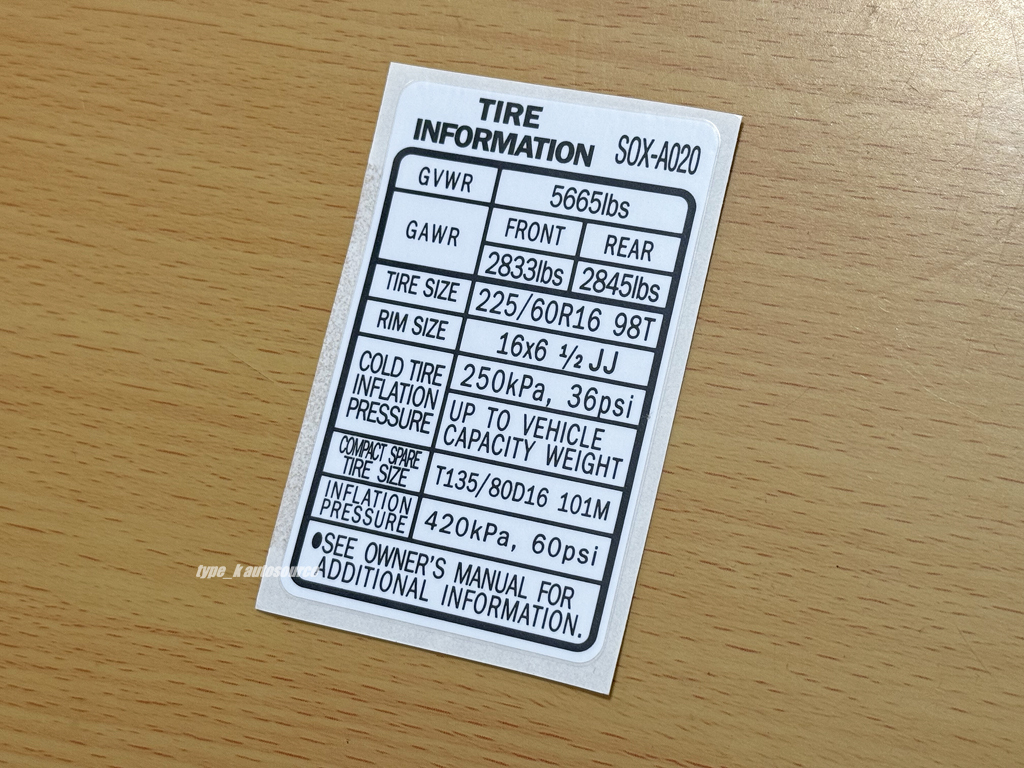 TIRE
INFORMATION SOX-A020
GVWR 5665lbs
GAWR FRONT REAR
2833lbs 2845lbs
TIRE SIZE 225/60R16 98T
RIM SIZE 16x6 ½ JJ
COLD TIRE
INFLATION
PRESSURE
250kPa, 36psi
UP TO VEHICLE
CAPACITY WEIGHT
COMPACT SPARE
TIRE SIZE
T135/80D16 101M
INFLATION
PRESSURE
420kPa, 60psi
●SEE OWNER'S MANUAL FOR
ADDITIONAL INFORMATION.
type_k autosource